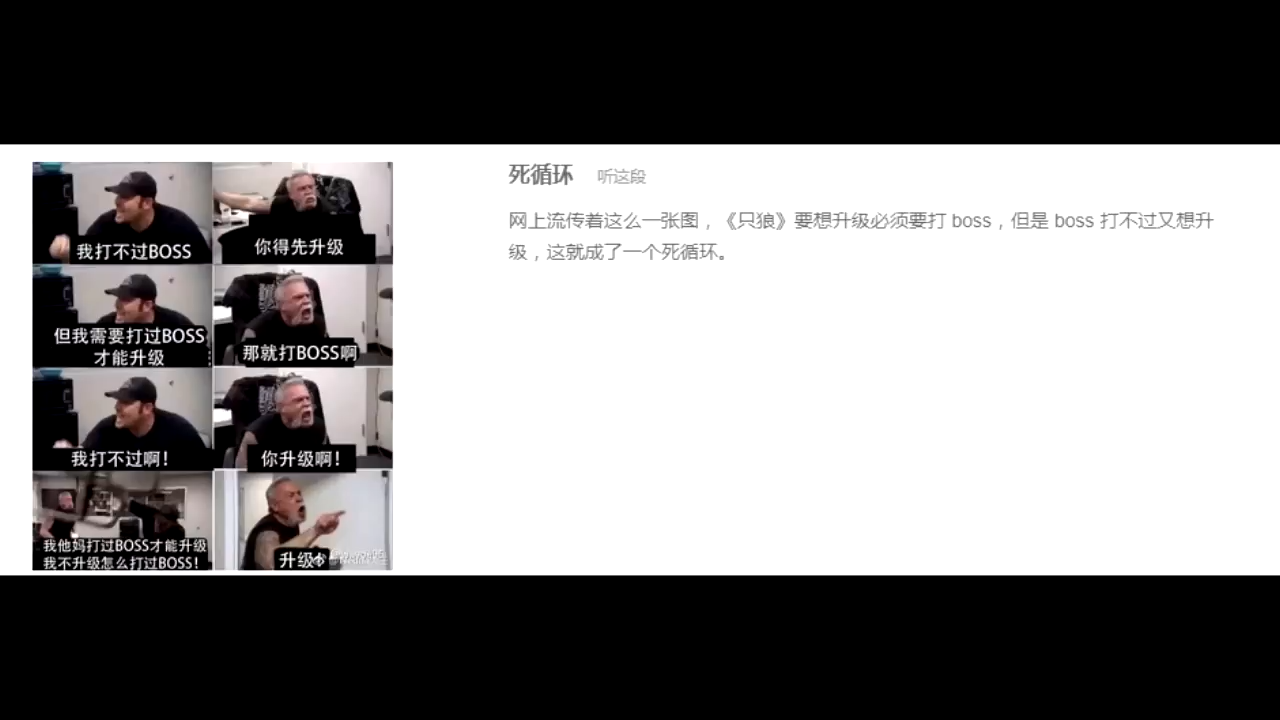 我打不过BOSS
你得先升级
但我需要打过BOSS
才能升级
那就打BOSS啊
我打不过啊！
你升级啊！
我他妈打过BOSS才能升级
我不升级怎么打过BOSS！
升级
死循环 听这段
网上流传着这么一张图，《只狼》要想升级必须要打 boss，但是 boss 打不过又想升
级，这就成了一个死循环。